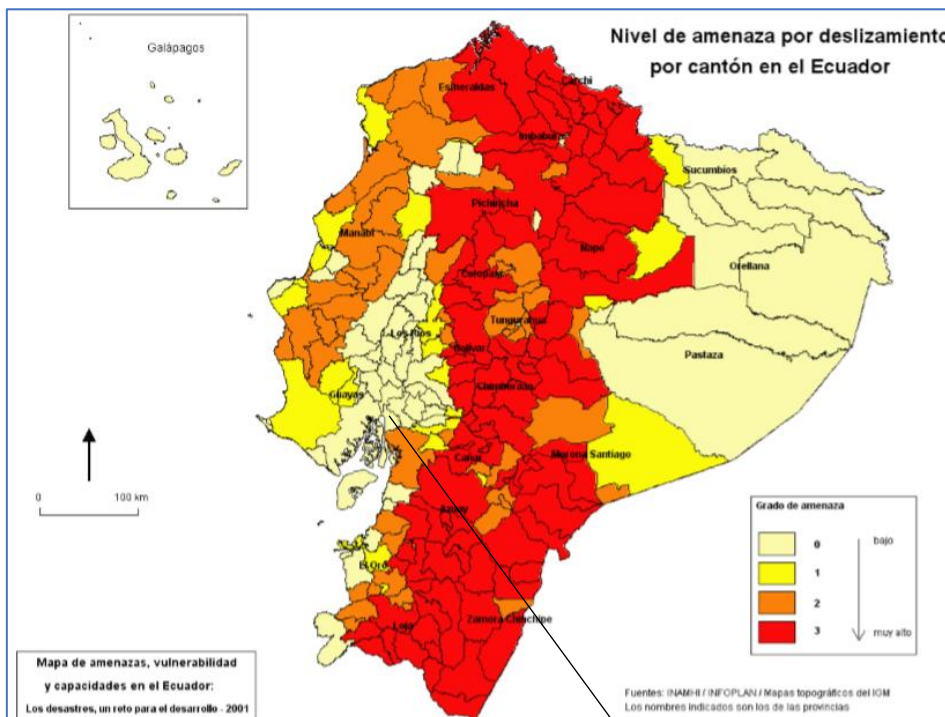 Nivel de amenaza por deslizamiento
por cantón en el Ecuador
Galápagos
Esmeraldas
Carchi
Imbabura
Sucumbíos
Pichincha
Manabí
Napo
Orellana
Cotopaxi
Tungurahua
Los Ríos
Bolívar
Pastaza
Chimborazo
Guayas
Cañar
Morona Santiago
Azuay
El Oro
Zamora Chinchipe
Loja
0 100 km
Grado de amenaza
0 bajo
1
2
3 muy alto
Mapa de amenazas, vulnerabilidad
y capacidades en el Ecuador:
Los desastres, un reto para el desarrollo - 2001
Fuentes: INAMHI / INFOPLAN / Mapas topográficos del IGM
Los nombres indicados son los de las provincias